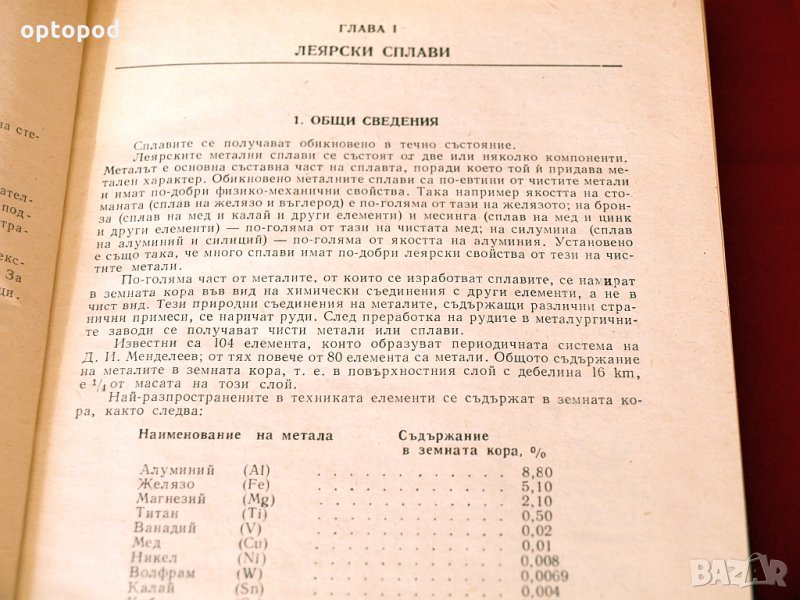 optopod
ГЛАВА I
ЛЕЯРСКИ СПЛАВИ
1. ОБЩИ СВЕДЕНИЯ
Сплавите се получават обикновено в течно състояние.
Леярските метални сплави се състоят от две или няколко компоненти.
Металът е основна съставна част на сплавта, поради което той ѝ придава ме-
тален характер. Обикновено металните сплави са по-евтини от чистите метали
и имат по-добри физико-механични свойства. Така например якостта на сто-
маната (сплав на желязо и въглерод) е по-голяма от тази на желязото; на брон-
за (сплав на мед и калай и други елементи) и месинга (сплав на мед и цинк
и други елементи) — по-голяма от тази на чистата мед; на силумина (сплав
на алуминий и силиций) — по-голяма от якостта на алуминия. Установено
е също така, че много сплави имат по-добри леярски свойства от тези на чис-
тите метали.
По-голяма част от металите, от които се изработват сплавите, се намират
в земната кора във вид на химически съединения с други елементи, а не в
чист вид. Тези природни съединения на металите, съдържащи различни стра-
нични примеси, се наричат руди. След преработка на рудите в металургични-
те заводи се получават чисти метали или сплави.
Известни са 104 елемента, които образуват периодичната система на
Д. И. Менделеев; от тях повече от 80 елемента са метали. Общото съдържание
на металите в земната кора, т. е. в повърхностния слой с дебелина 16 km,
е 1/4 от масата на този слой.
Най-разпространените в техниката елементи се съдържат в земната ко-
ра, както следва:
Наименование на метала Съдържание
в земната кора, %
Алуминий (Al) . . . . . . . . . . . . 8,80
Желязо (Fe) . . . . . . . . . . . . 5,10
Магнезий (Mg) . . . . . . . . . . . . 2,10
Титан (Ti) . . . . . . . . . . . . 0,50
Ванадий (V) . . . . . . . . . . . . 0,02
Мед (Cu) . . . . . . . . . . . . 0,01
Никел (Ni) . . . . . . . . . . . . 0,008
Волфрам (W) . . . . . . . . . . . . 0,0069
Калай (Sn) . . . . . . . . . . . . 0,004
на сте-
ател-
под-
тра-
екс-
За
щи.
BAZAR